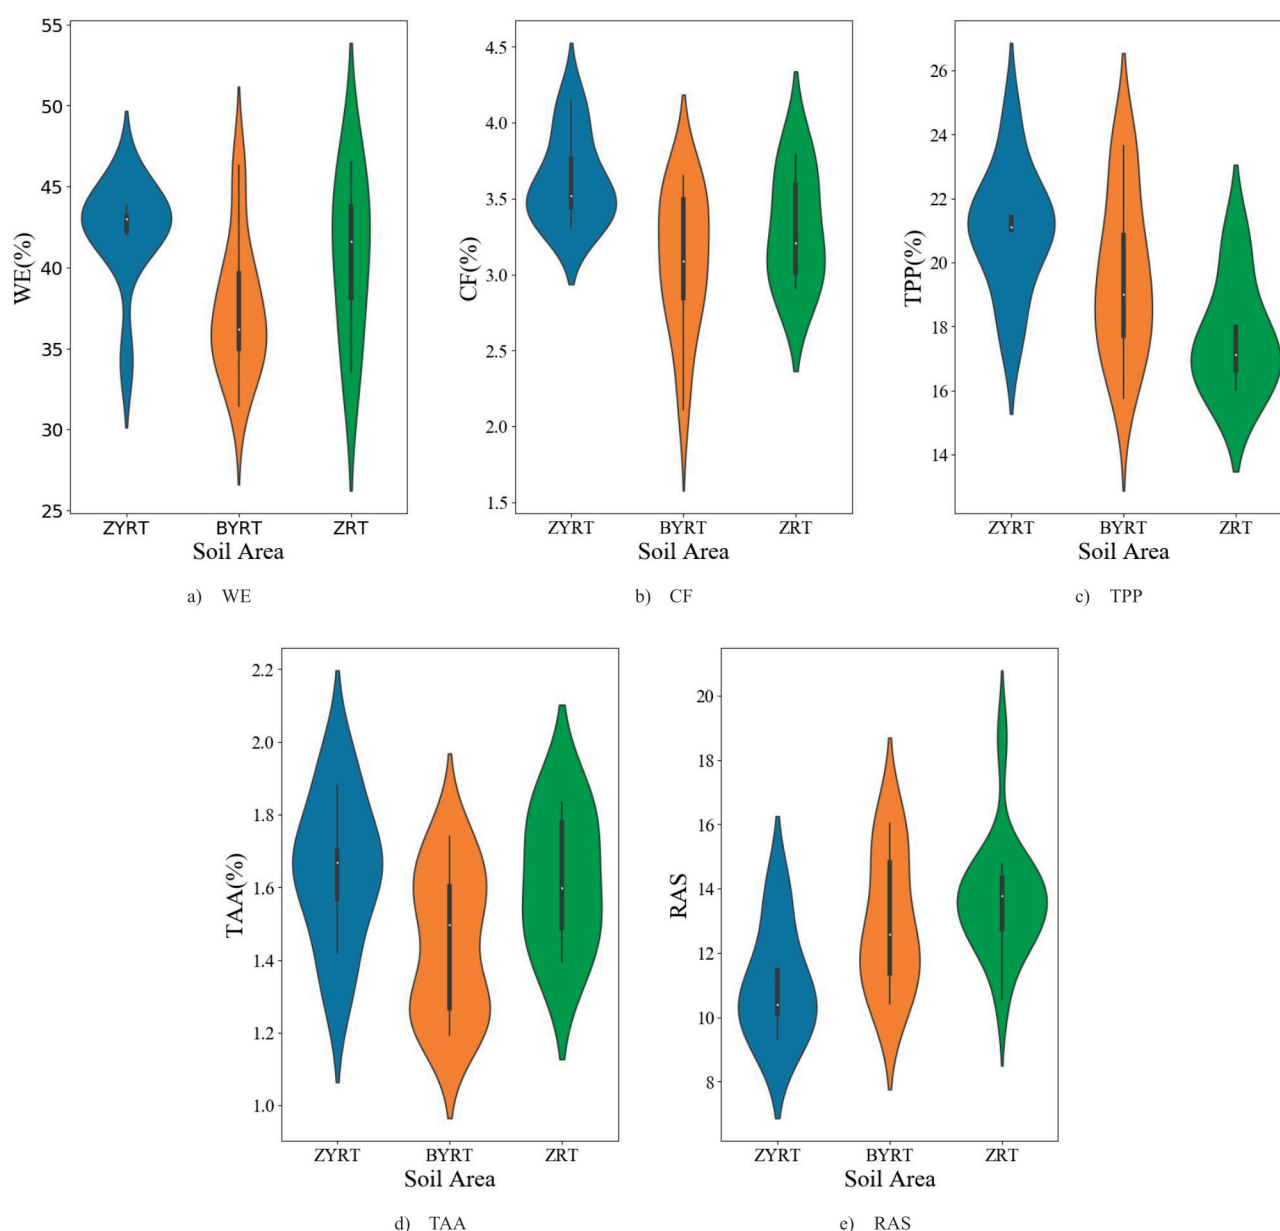 WE(%)
55
50
45
40
35
30
25
ZYRT BYRT ZRT
Soil Area
a) WE
CF(%)
4.5
4.0
3.5
3.0
2.5
2.0
1.5
ZYRT BYRT ZRT
Soil Area
b) CF
TPP(%)
26
24
22
20
18
16
14
ZYRT BYRT ZRT
Soil Area
c) TPP
TAA(%)
2.2
2.0
1.8
1.6
1.4
1.2
1.0
ZYRT BYRT ZRT
Soil Area
d) TAA
RAS
20
18
16
14
12
10
8
ZYRT BYRT ZRT
Soil Area
e) RAS